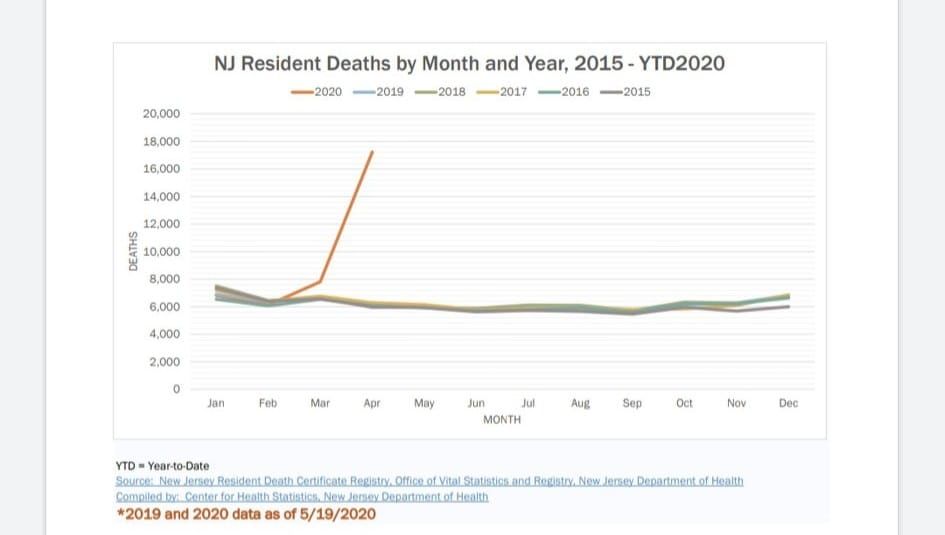 NJ Resident Deaths by Month and Year, 2015 - YTD2020
2020 2019 2018 2017 2016 2015
20,000
18,000
16,000
14,000
12,000
10,000
8,000
6,000
4,000
2,000
0
DEATHS
Jan Feb Mar Apr May Jun Jul Aug Sep Oct Nov Dec
MONTH
YTD = Year-to-Date
Source: New Jersey Resident Death Certificate Registry, Office of Vital Statistics and Registry, New Jersey Department of Health
Compiled by: Center for Health Statistics, New Jersey Department of Health
*2019 and 2020 data as of 5/19/2020